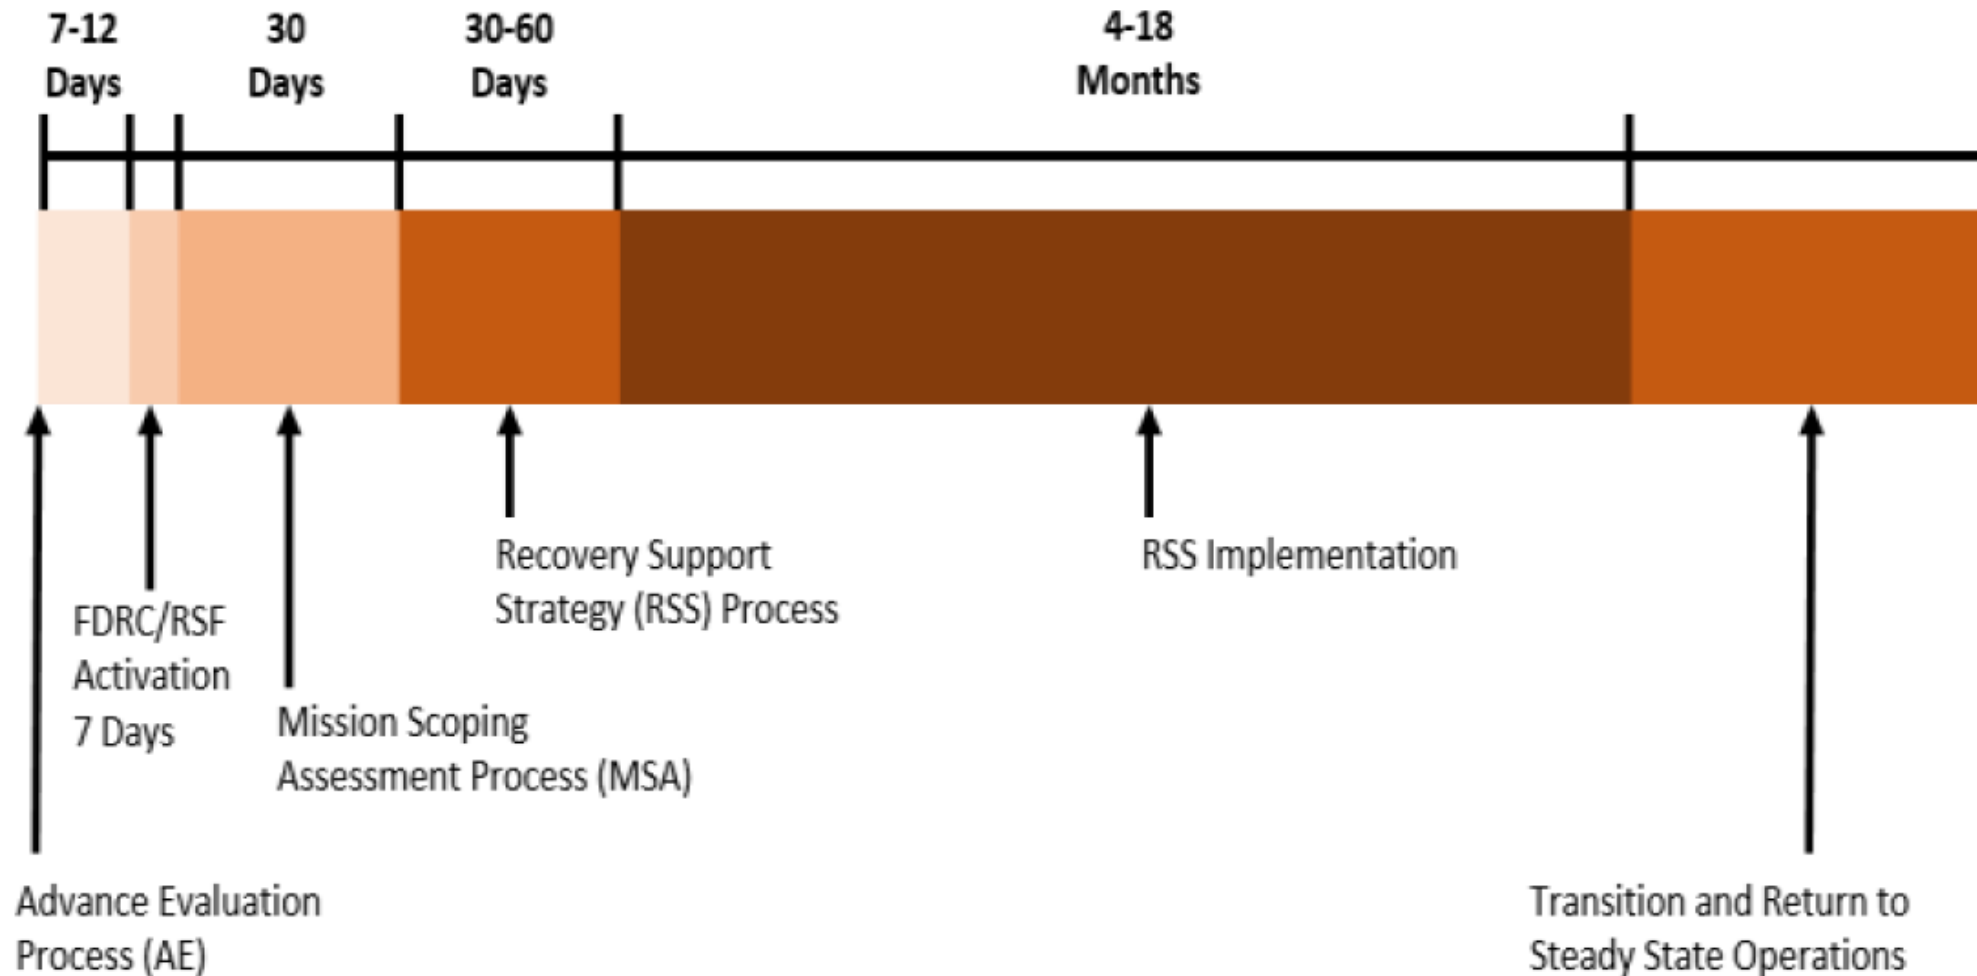 7-12
Days
30
Days
30-60
Days
4-18
Months
FDRC/RSF
Activation
7 Days
Mission Scoping
Assessment Process (MSA)
Recovery Support
Strategy (RSS) Process
RSS Implementation
Advance Evaluation
Process (AE)
Transition and Return to
Steady State Operations